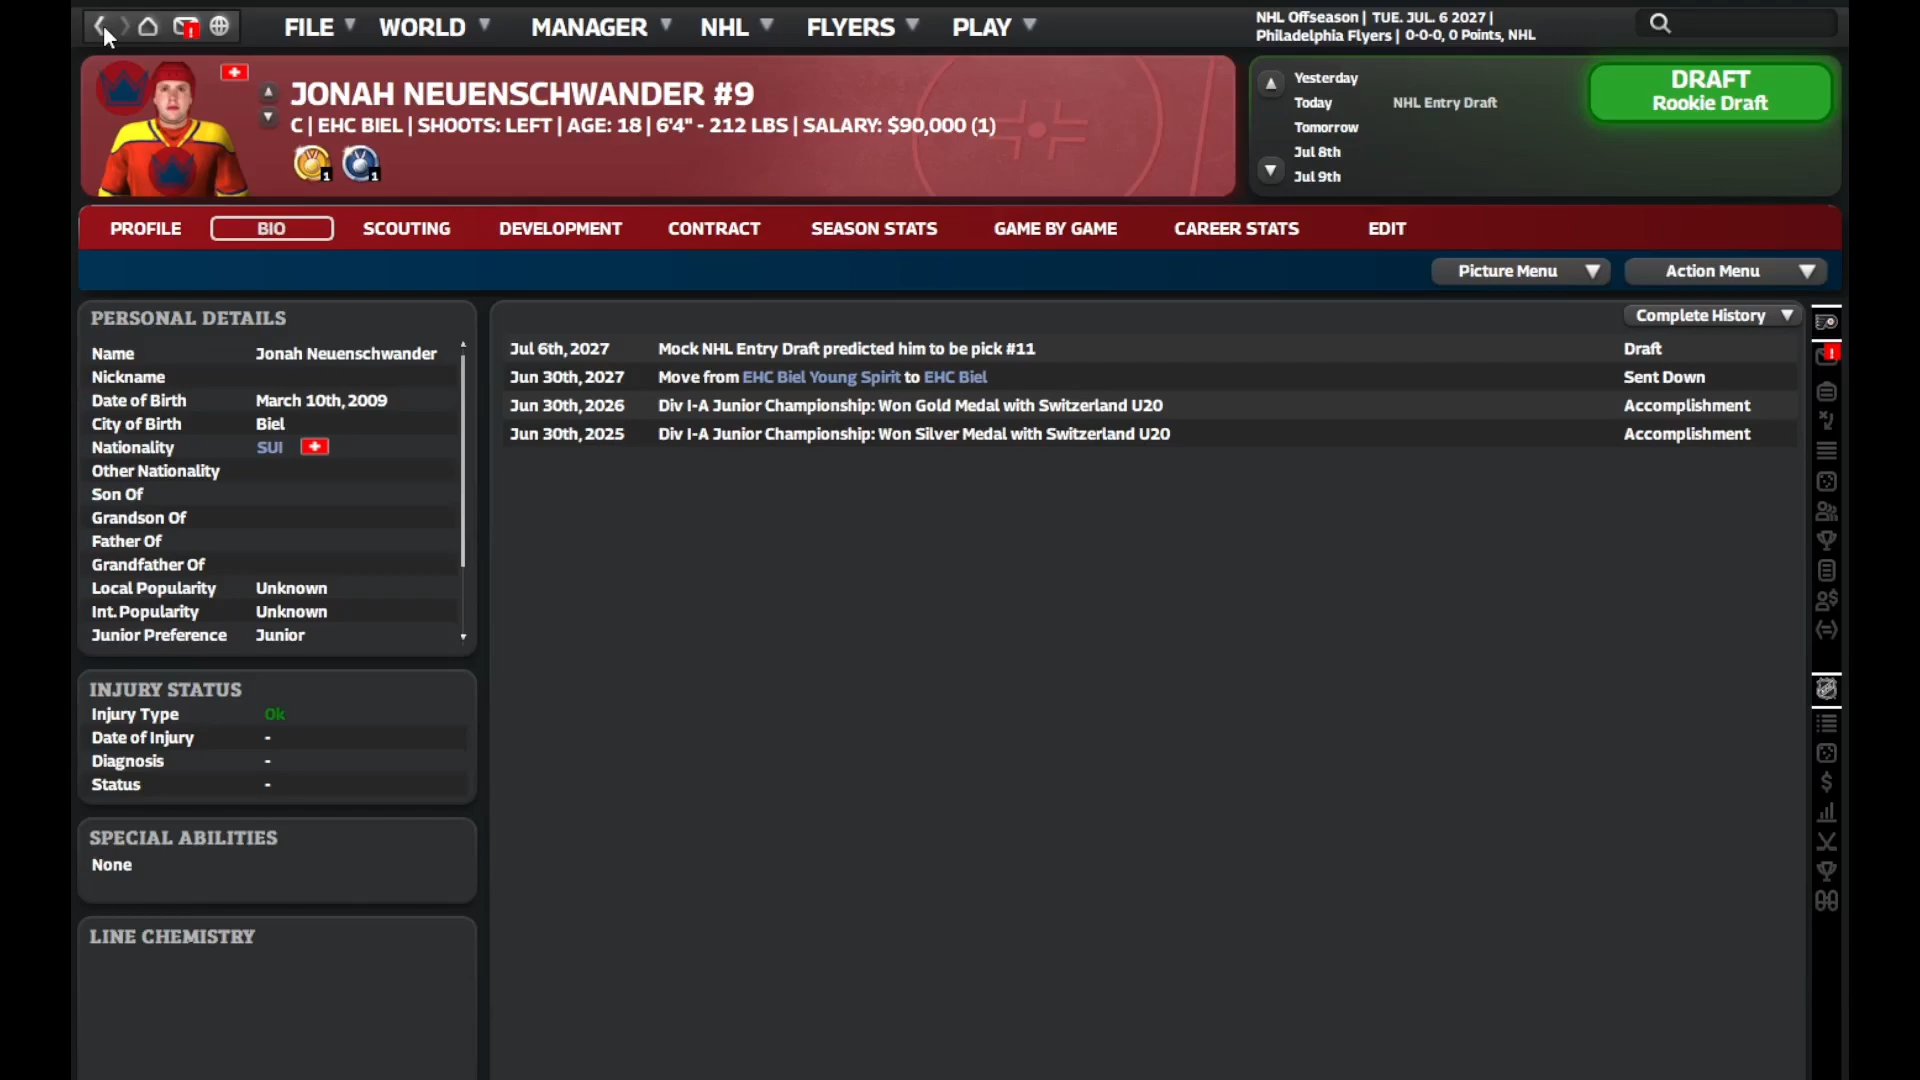 FILE WORLD MANAGER NHL FLYERS PLAY
NHL Offseason | TUE. JUL. 6 2027 |
Philadelphia Flyers | 0-0-0, 0 Points, NHL
JONAH NEUENSCHWANDER #9
C | EHC BIEL | SHOOTS: LEFT | AGE: 18 | 6'4" - 212 LBS | SALARY: $90,000 (1)
1 1
Yesterday
Today NHL Entry Draft
Tomorrow
Jul 8th
Jul 9th
DRAFT
Rookie Draft
PROFILE BIO SCOUTING DEVELOPMENT CONTRACT SEASON STATS GAME BY GAME CAREER STATS EDIT
Picture Menu Action Menu
PERSONAL DETAILS
Name Jonah Neuenschwander
Nickname
Date of Birth March 10th, 2009
City of Birth Biel
Nationality SUI
Other Nationality
Son Of
Grandson Of
Father Of
Grandfather Of
Local Popularity Unknown
Int. Popularity Unknown
Junior Preference Junior
INJURY STATUS
Injury Type Ok
Date of Injury -
Diagnosis -
Status -
SPECIAL ABILITIES
None
LINE CHEMISTRY
Complete History
Jul 6th, 2027 Mock NHL Entry Draft predicted him to be pick #11 Draft
Jun 30th, 2027 Move from EHC Biel Young Spirit to EHC Biel Sent Down
Jun 30th, 2026 Div I-A Junior Championship: Won Gold Medal with Switzerland U20 Accomplishment
Jun 30th, 2025 Div I-A Junior Championship: Won Silver Medal with Switzerland U20 Accomplishment